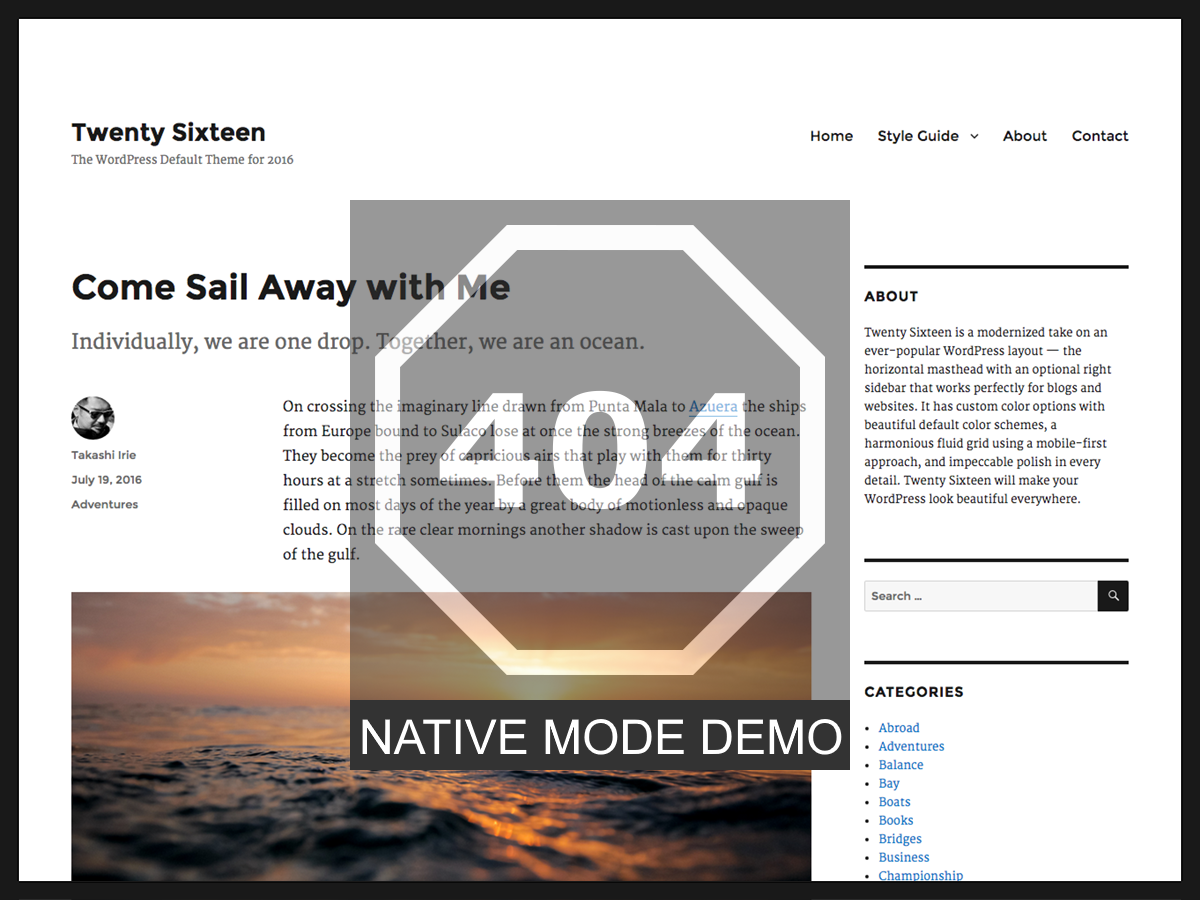 Twenty Sixteen
The WordPress Default Theme for 2016
Home Style Guide About Contact
Come Sail Away with Me
Individually, we are one drop. Together, we are an ocean.
Takashi Irie
July 19, 2016
Adventures
On crossing the imaginary line drawn from Punta Mala to Azuera the ships
from Europe bound to Sulaco lose at once the strong breezes of the ocean.
They become the prey of capricious airs that play with them for thirty
hours at a stretch sometimes. Before them the head of the calm gulf is
filled on most days of the year by a great body of motionless and opaque
clouds. On the rare clear mornings another shadow is cast upon the sweep
of the gulf.
404
NATIVE MODE DEMO
ABOUT
Twenty Sixteen is a modernized take on an
ever-popular WordPress layout — the
horizontal masthead with an optional right
sidebar that works perfectly for blogs and
websites. It has custom color options with
beautiful default color schemes, a
harmonious fluid grid using a mobile-first
approach, and impeccable polish in every
detail. Twenty Sixteen will make your
WordPress look beautiful everywhere.
Search …
CATEGORIES
Abroad
Adventures
Balance
Bay
Boats
Books
Bridges
Business
Championship